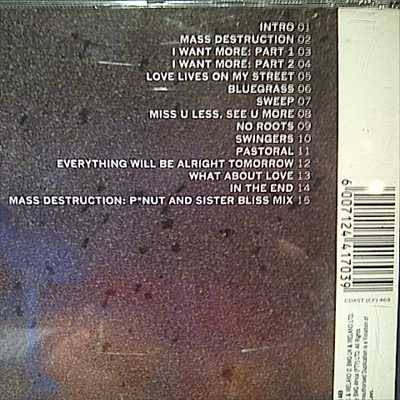 INTRO 01
MASS DESTRUCTION 02
I WANT MORE: PART 1 03
I WANT MORE: PART 2 04
LOVE LIVES ON MY STREET 05
BLUEGRASS 06
SWEEP 07
MISS U LESS, SEE U MORE 08
NO ROOTS 09
SWINGERS 10
PASTORAL 11
EVERYTHING WILL BE ALRIGHT TOMORROW 12
WHAT ABOUT LOVE 13
IN THE END 14
MASS DESTRUCTION: P*NUT AND SISTER BLISS MIX 15
6007124417039